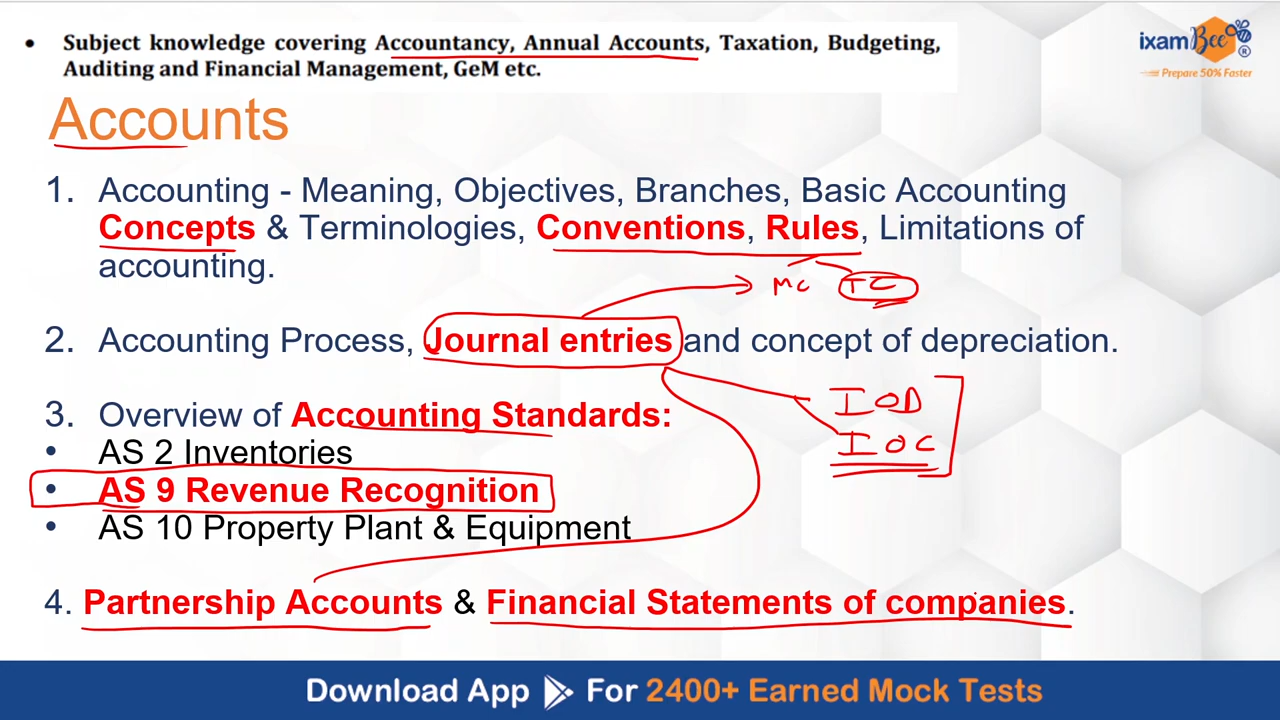 • Subject knowledge covering Accountancy, Annual Accounts, Taxation, Budgeting,
Auditing and Financial Management, GeM etc.
ixamBee®
Prepare 50% Faster
Accounts
1. Accounting - Meaning, Objectives, Branches, Basic Accounting
Concepts & Terminologies, Conventions, Rules, Limitations of
accounting.
MC TC
2. Accounting Process, Journal entries and concept of depreciation.
IOD
3. Overview of Accounting Standards:
IOC
• AS 2 Inventories
• AS 9 Revenue Recognition
• AS 10 Property Plant & Equipment
4. Partnership Accounts & Financial Statements of companies.
Download App For 2400+ Earned Mock Tests